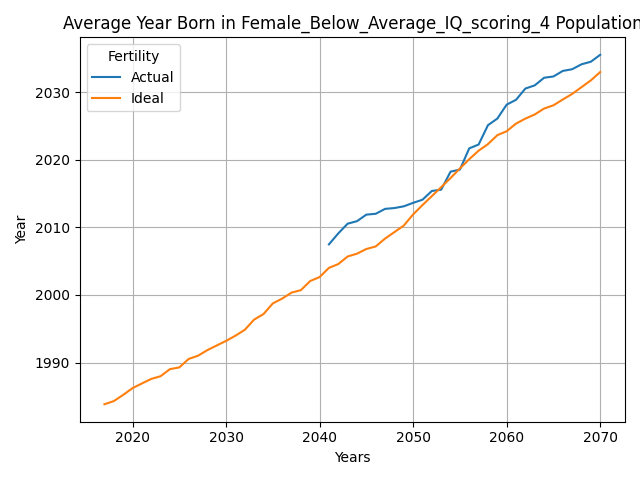 Average Year Born in Female_Below_Average_IQ_scoring_4 Population
Fertility
Actual
Ideal
2030
2020
2010
2000
1990
Year
2020 2030 2040 2050 2060 2070
Years